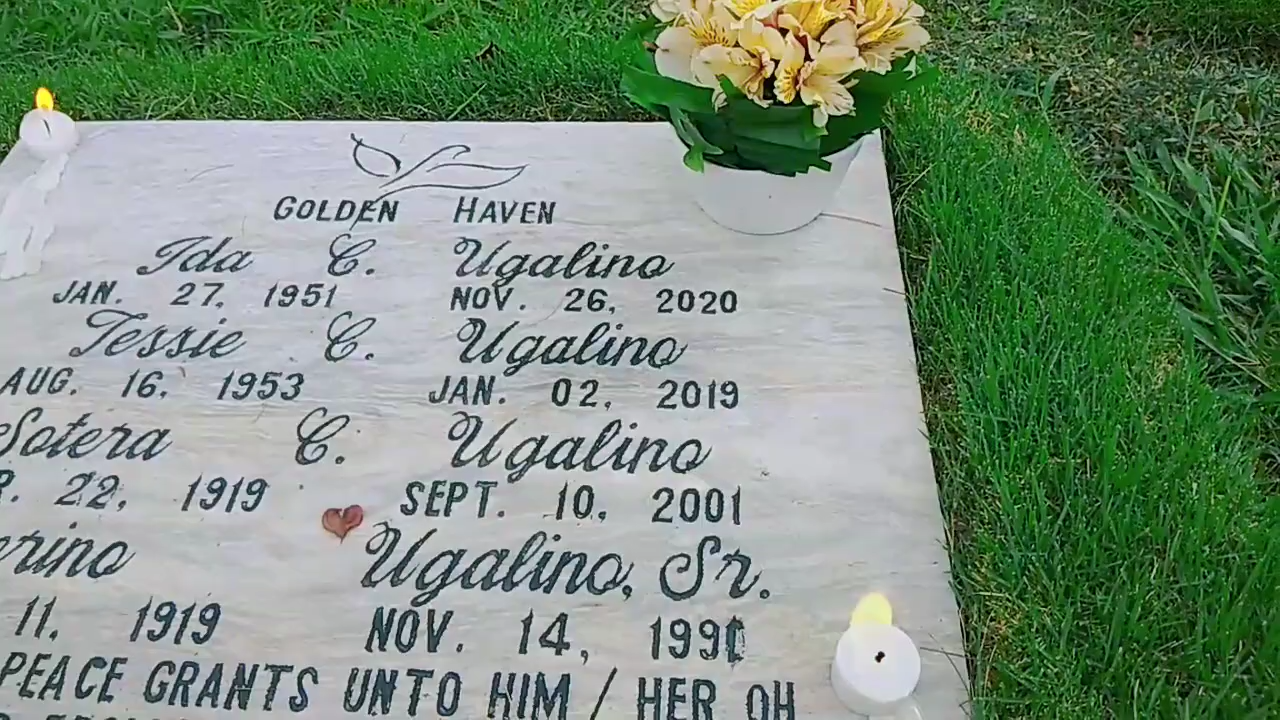 GOLDEN HAVEN
Ida C. Ugalino
JAN. 27, 1951 NOV. 26, 2020
Tessie C. Ugalino
AUG. 16, 1953 JAN. 02, 2019
Sotera C. Ugalino
22, 1919 SEPT. 10, 2001
Ugalino, Sr.
11, 1919 NOV. 14,
PEACE GRANTS UNTO HIM / HER OH